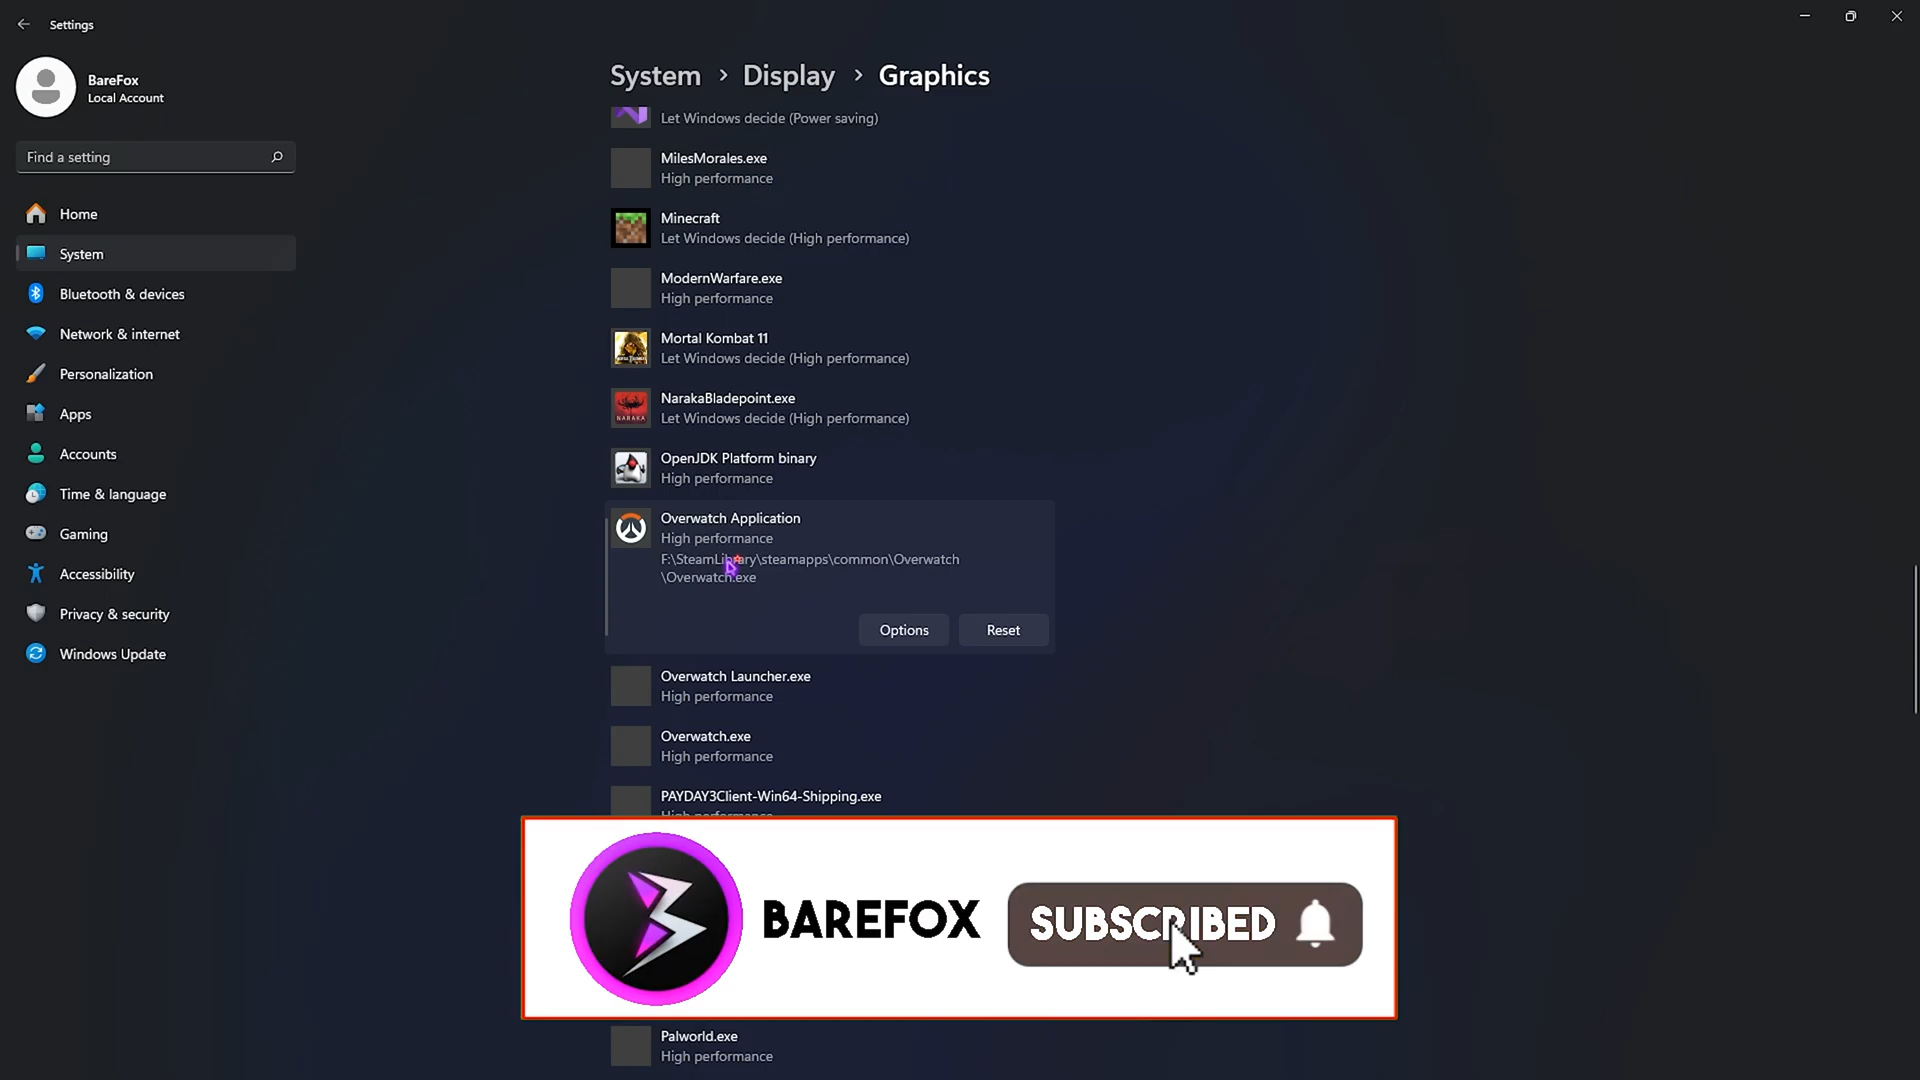 Settings
BareFox
Local Account
Find a setting
Home
System
Bluetooth & devices
Network & internet
Personalization
Apps
Accounts
Time & language
Gaming
Accessibility
Privacy & security
Windows Update
System > Display > Graphics
Let Windows decide (Power saving)
MilesMorales.exe
High performance
Minecraft
Let Windows decide (High performance)
ModernWarfare.exe
High performance
Mortal Kombat 11
Let Windows decide (High performance)
NARAKA
NarakaBladepoint.exe
Let Windows decide (High performance)
OpenJDK Platform binary
High performance
Overwatch Application
High performance
F:\SteamLibrary\steamapps\common\Overwatch
\Overwatch.exe
Options
Reset
Overwatch Launcher.exe
High performance
Overwatch.exe
High performance
PAYDAY3Client-Win64-Shipping.exe
High performance
BAREFOX
SUBSCRIBED
Palworld.exe
High performance